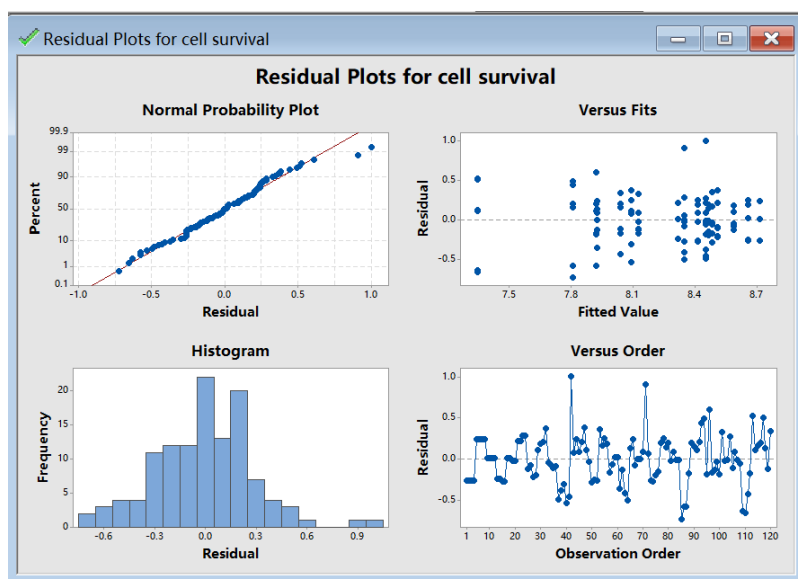 Residual Plots for cell survival
Residual Plots for cell survival
Normal Probability Plot
99.9
99
90
50
10
1
0.1
Percent
-1.0 -0.5 0.0 0.5 1.0
Residual
Versus Fits
1.0
0.5
0.0
-0.5
Residual
7.5 7.8 8.1 8.4 8.7
Fitted Value
Histogram
20
15
10
5
0
Frequency
-0.6 -0.3 0.0 0.3 0.6 0.9
Residual
Versus Order
1.0
0.5
0.0
-0.5
Residual
1 10 20 30 40 50 60 70 80 90 100 110 120
Observation Order